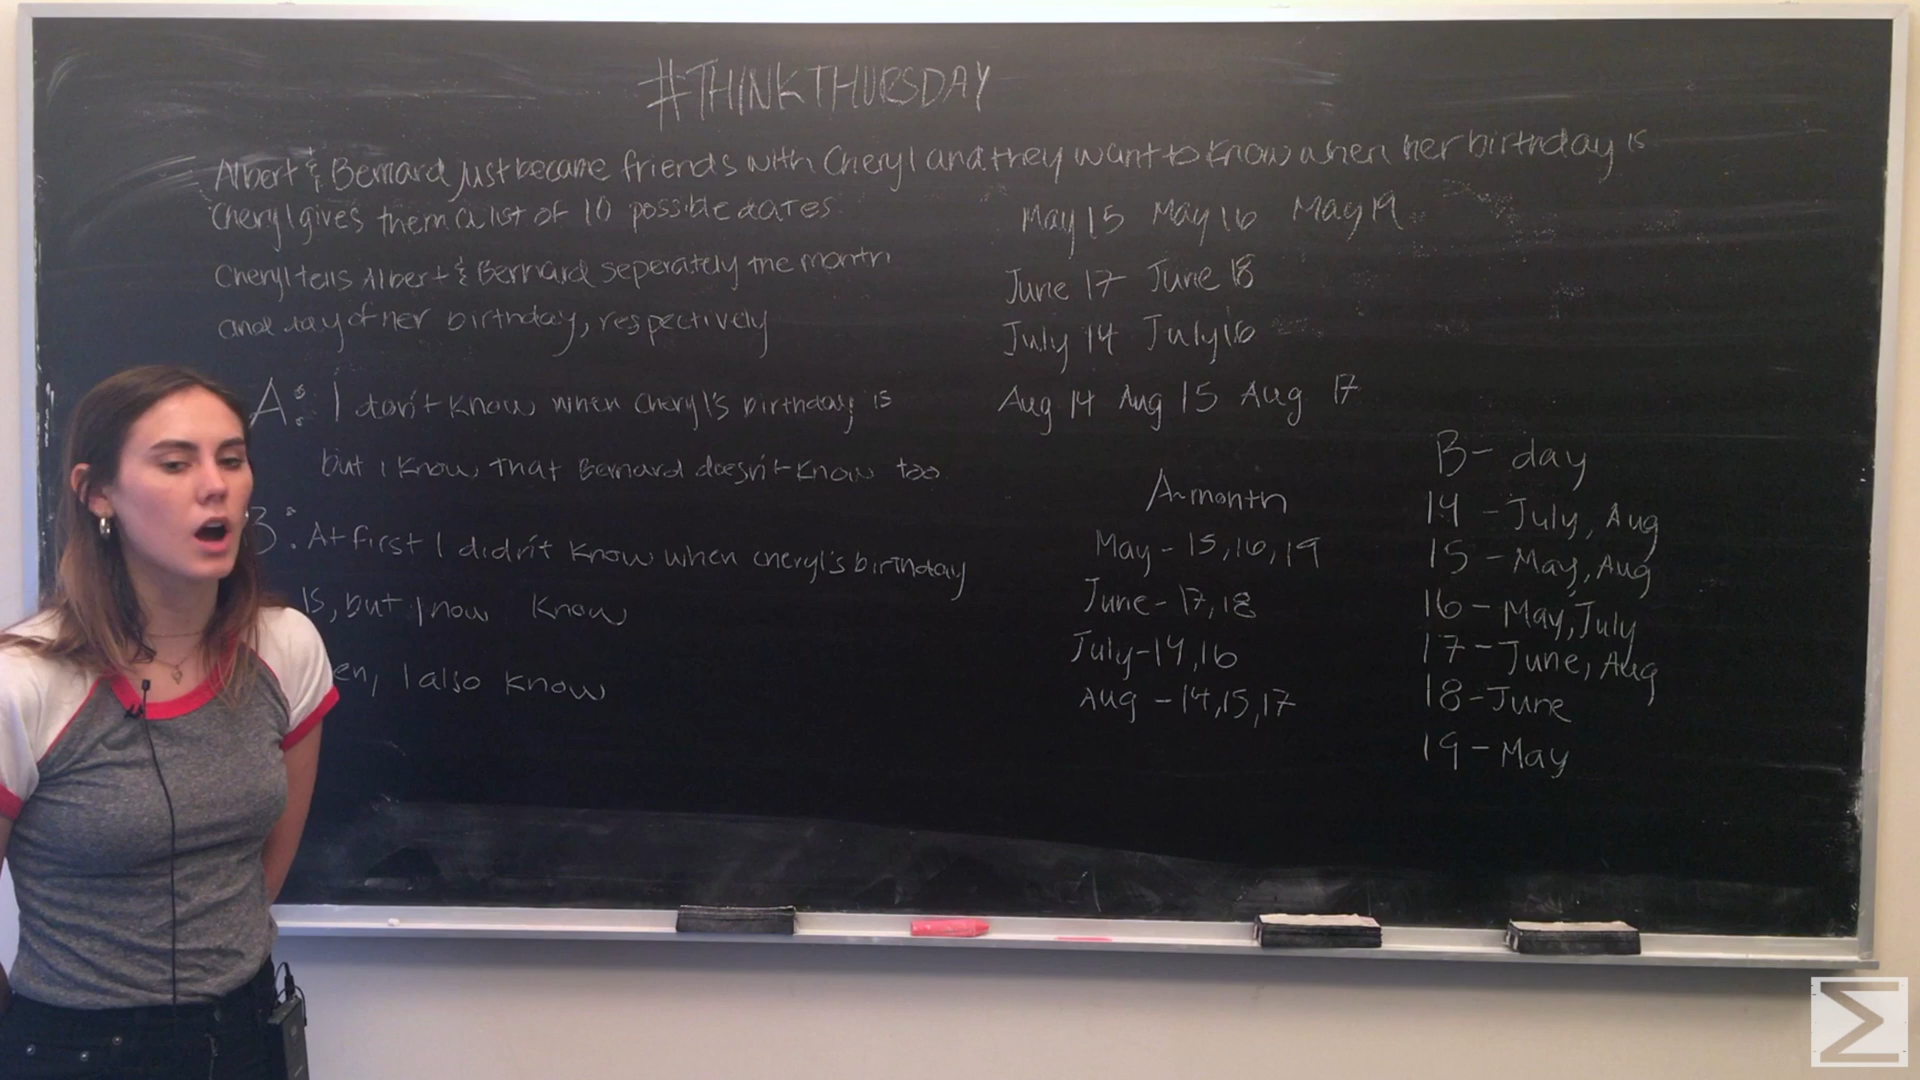 #THINKTHURSDAY
Albert & Bernard just became friends with Cheryl and they want to know when her birthday is
Cheryl gives them a list of 10 possible dates
Cheryl tells Albert & Bernard seperately the month
and day of her birthday, respectively
A: I don't know when Cheryl's birthday is
but I know that Bernard doesn't know too
B: At first I didn't know when cheryl's birthday
is, but I now know
en, I also know
May 15 May 16 May 19
June 17 June 18
July 14 July 16
Aug 14 Aug 15 Aug 17
A-month
May - 15, 16, 19
June - 17, 18
July - 14, 16
Aug - 14, 15, 17
B - day
14 - July, Aug
15 - May, Aug
16 - May, July
17 - June, Aug
18 - June
19 - May
Σ